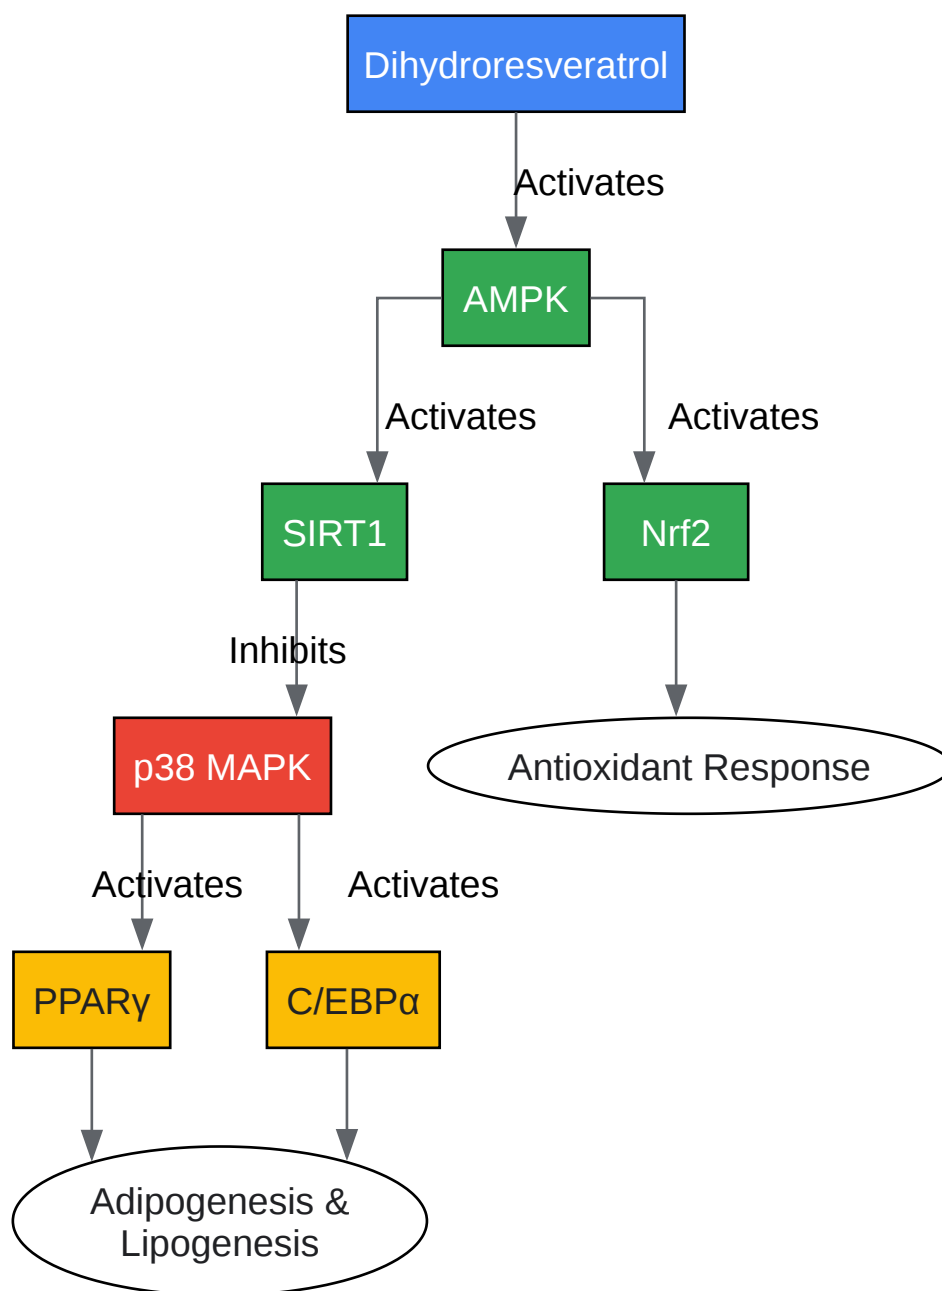 Dihydroresveratrol
Activates
AMPK
Activates
Activates
SIRT1
Nrf2
Inhibits
p38 MAPK
Antioxidant Response
Activates
Activates
PPARγ
C/EBPα
Adipogenesis &
Lipogenesis